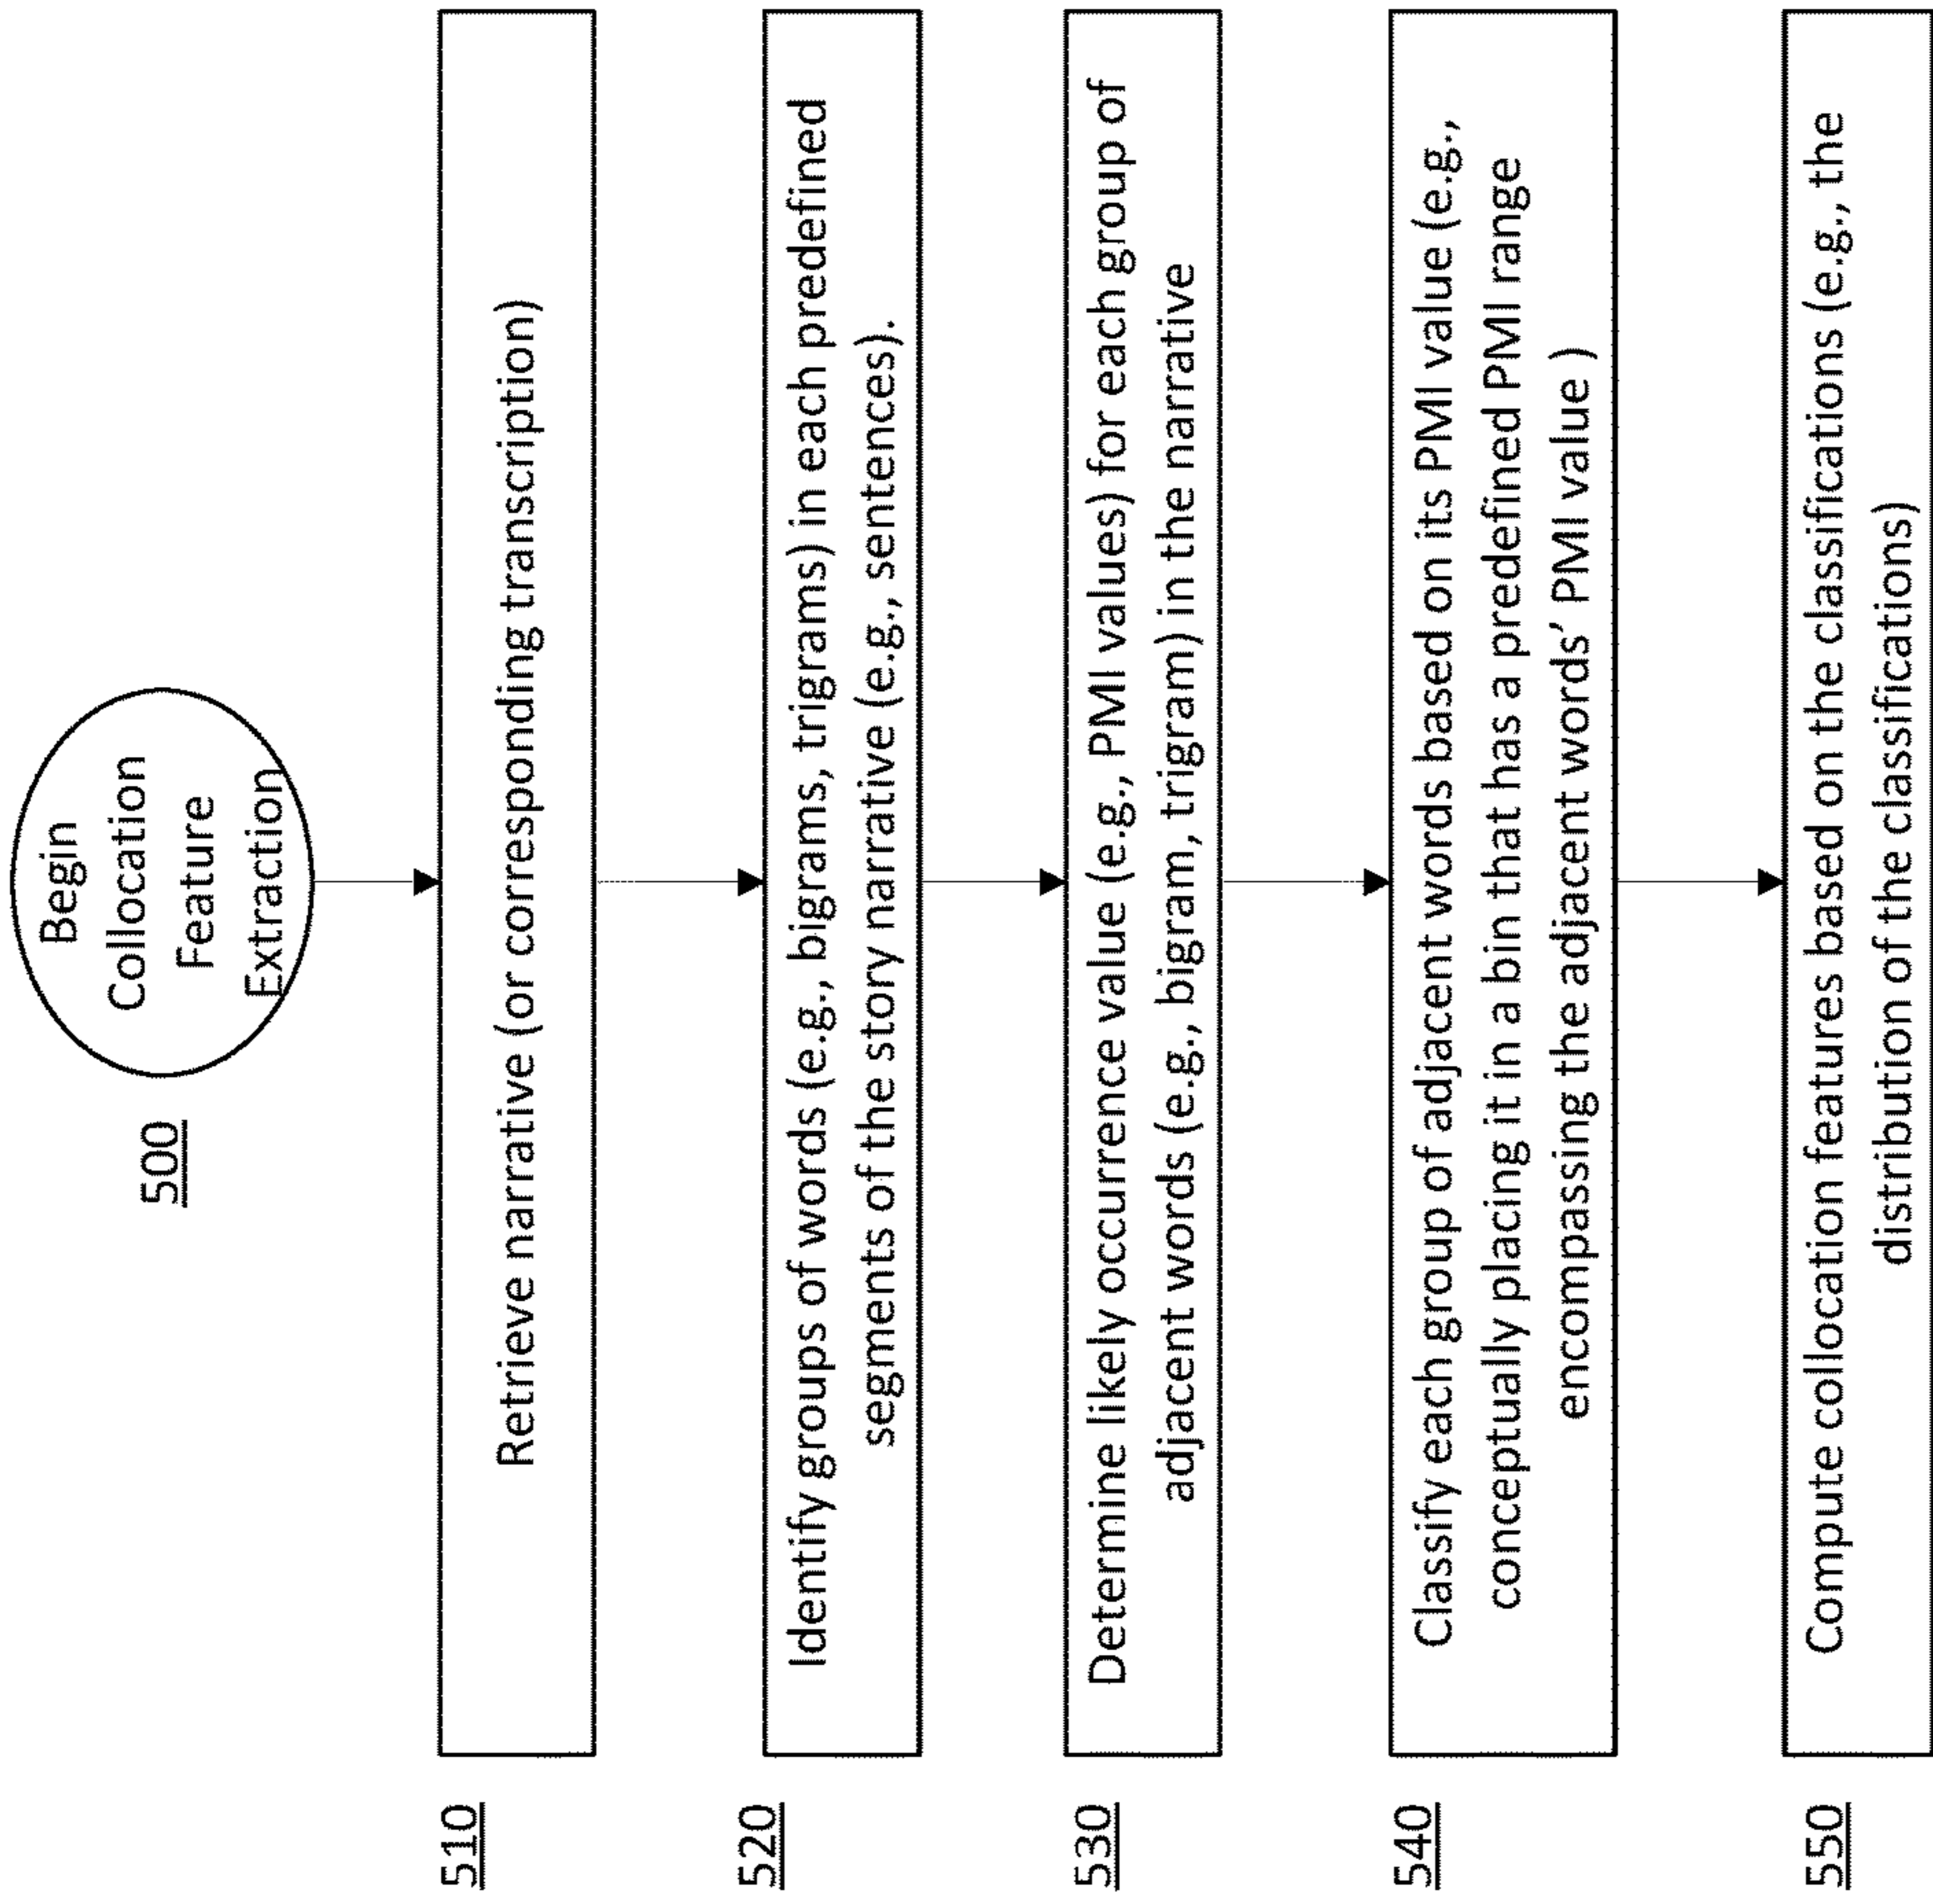 500
Begin
Collocation
Feature
Extraction
510
Retrieve narrative (or corresponding transcription)
520
Identify groups of words (e.g., bigrams, trigrams) in each predefined
segments of the story narrative (e.g., sentences).
530
Determine likely occurrence value (e.g., PMI values) for each group of
adjacent words (e.g., bigram, trigram) in the narrative
540
Classify each group of adjacent words based on its PMI value (e.g.,
conceptually placing it in a bin that has a predefined PMI range
encompassing the adjacent words' PMI value )
550
Compute collocation features based on the classifications (e.g., the
distribution of the classifications)